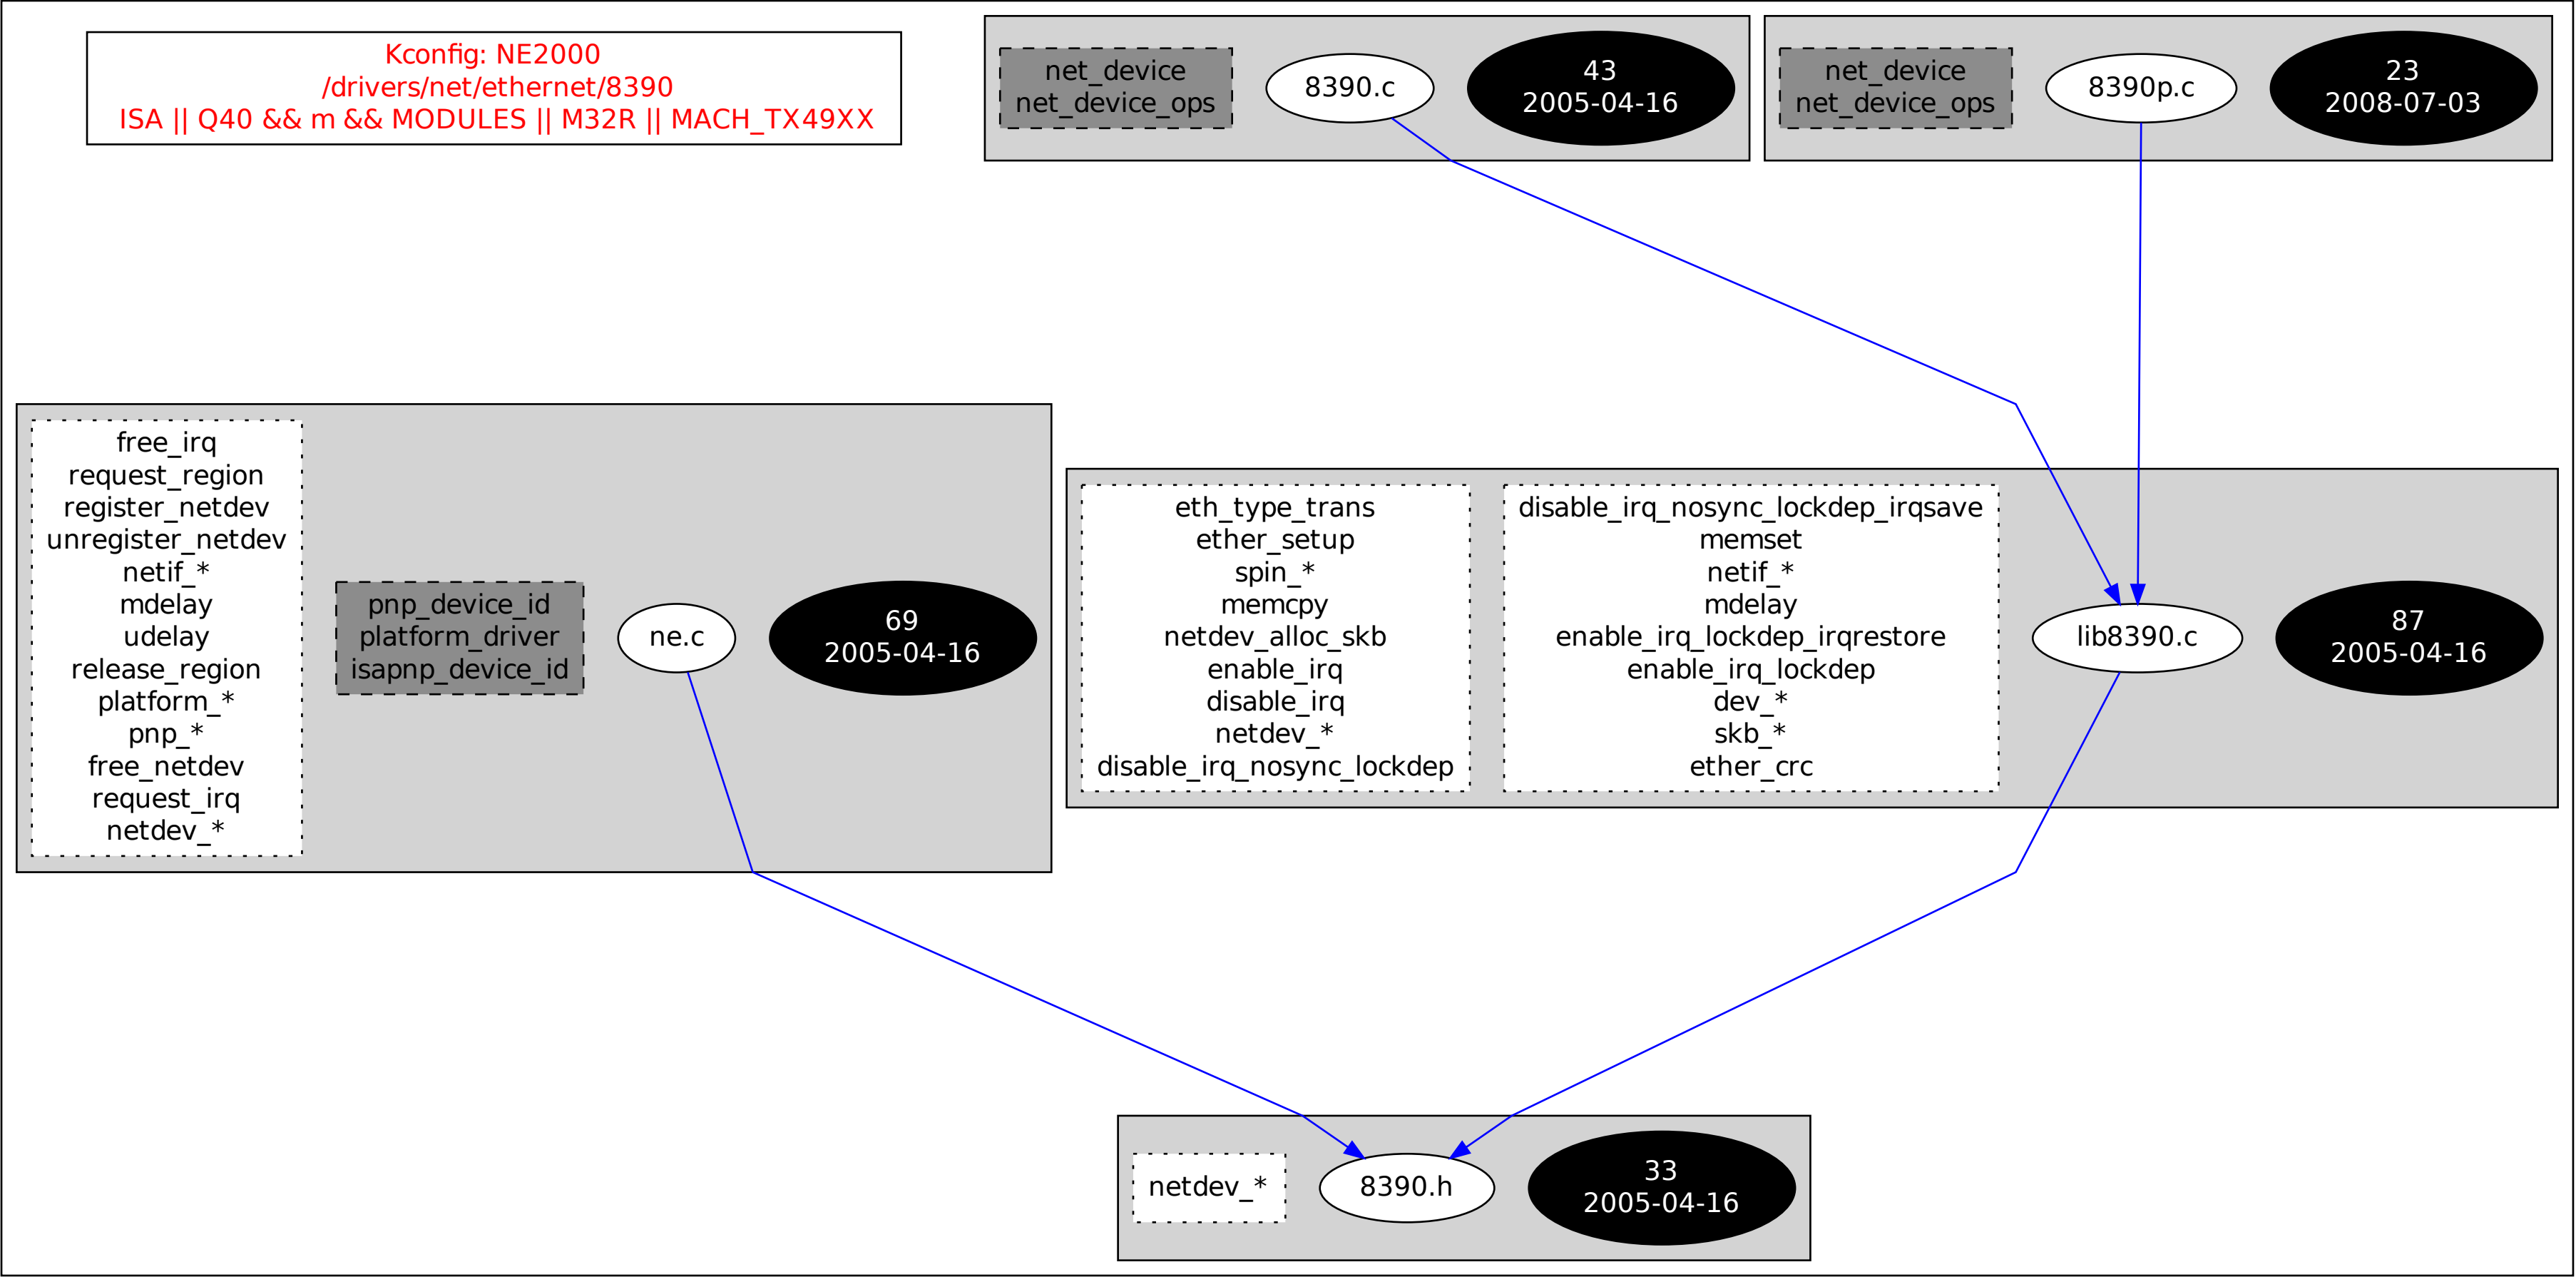 Kconfig: NE2000
/drivers/net/ethernet/8390
ISA || Q40 && m && MODULES || M32R || MACH_TX49XX
net_device
net_device_ops
8390.c
43
2005-04-16
net_device
net_device_ops
8390p.c
23
2008-07-03
free_irq
request_region
register_netdev
unregister_netdev
netif_*
mdelay
udelay
release_region
platform_*
pnp_*
free_netdev
request_irq
netdev_*
pnp_device_id
platform_driver
isapnp_device_id
ne.c
69
2005-04-16
eth_type_trans
ether_setup
spin_*
memcpy
netdev_alloc_skb
enable_irq
disable_irq
netdev_*
disable_irq_nosync_lockdep
disable_irq_nosync_lockdep_irqsave
memset
netif_*
mdelay
enable_irq_lockdep_irqrestore
enable_irq_lockdep
dev_*
skb_*
ether_crc
lib8390.c
87
2005-04-16
netdev_*
8390.h
33
2005-04-16